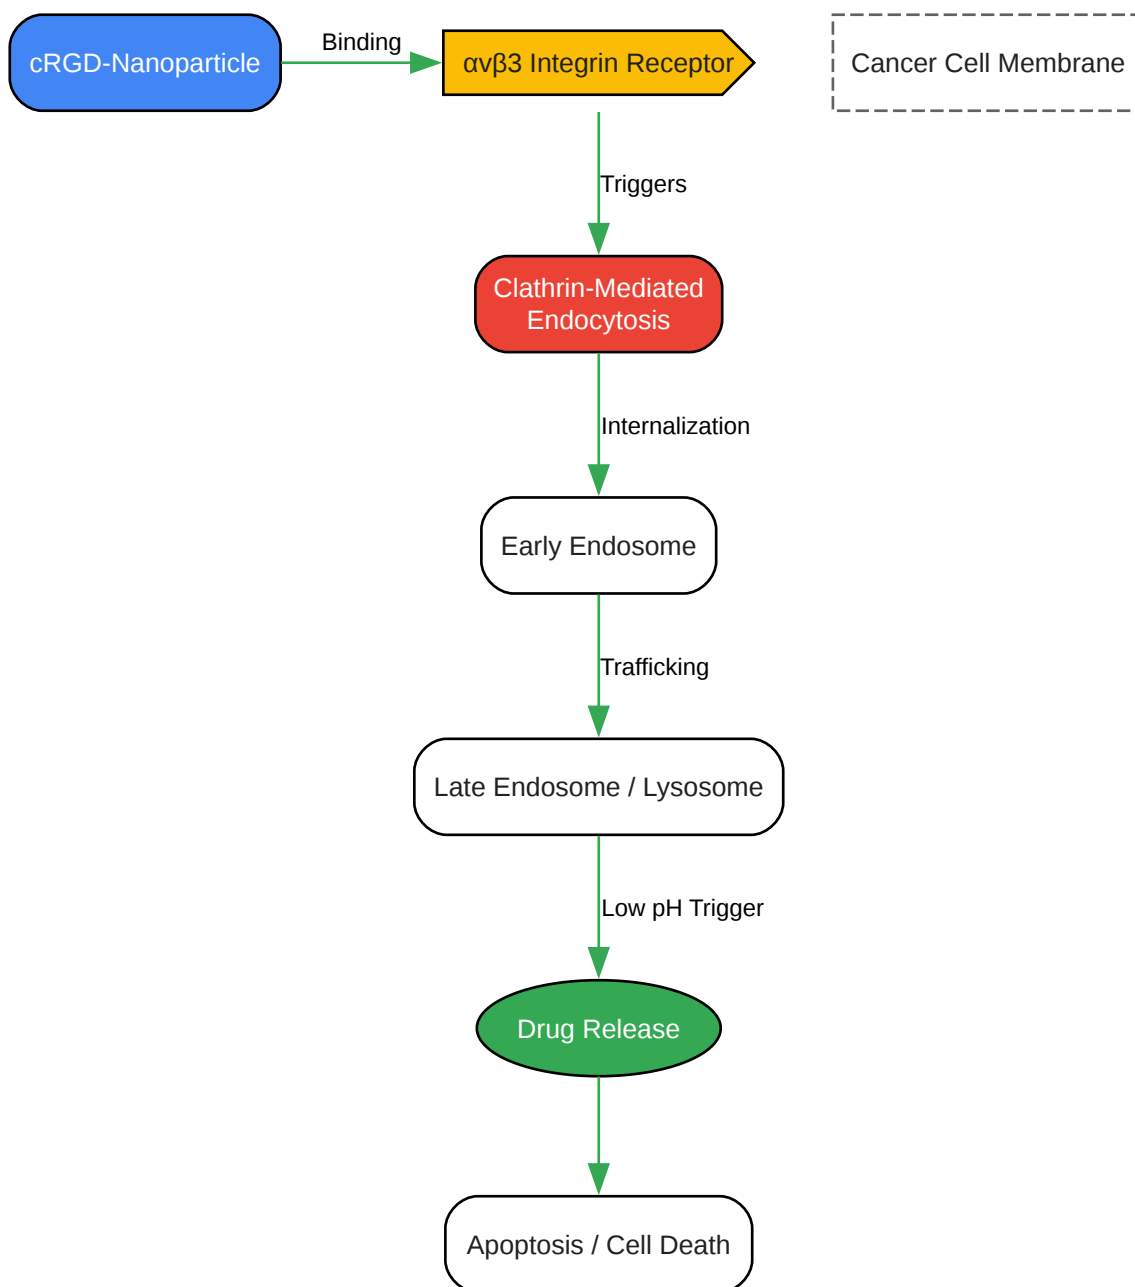 cRGD-Nanoparticle
Binding
αvβ3 Integrin Receptor
Cancer Cell Membrane
Triggers
Clathrin-Mediated
Endocytosis
Internalization
Early Endosome
Trafficking
Late Endosome / Lysosome
Low pH Trigger
Drug Release
Apoptosis / Cell Death